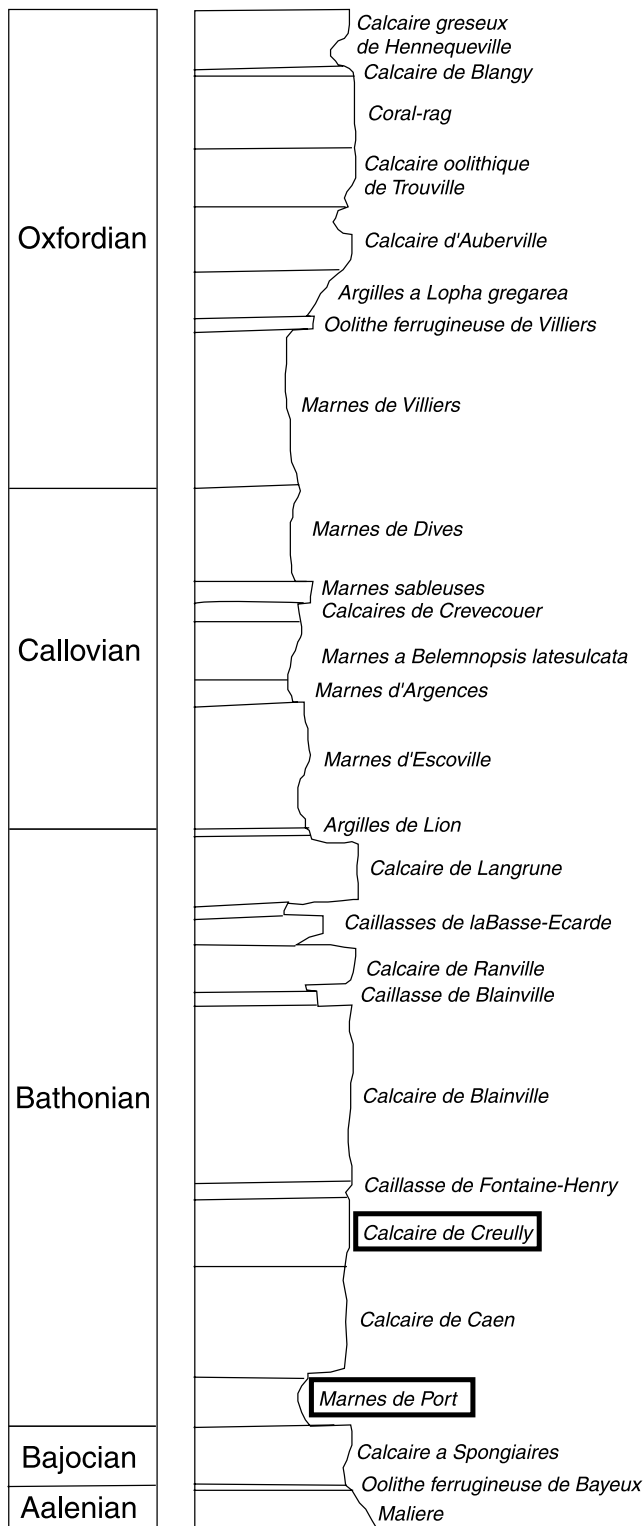 Calcaire greseux
de Hennequeville
Calcaire de Blangy
Coral-rag
Calcaire oolithique
de Trouville
Oxfordian
Calcaire d'Auberville
Argilles a Lopha gregarea
Oolithe ferrugineuse de Villiers
Marnes de Villiers
Marnes de Dives
Marnes sableuses
Calcaires de Crevecouer
Callovian
Marnes a Belemnopsis latesulcata
Marnes d'Argences
Marnes d'Escoville
Argilles de Lion
Calcaire de Langrune
Caillasses de laBasse-Ecarde
Calcaire de Ranville
Caillasse de Blainville
Bathonian
Calcaire de Blainville
Caillasse de Fontaine-Henry
Calcaire de Creully
Calcaire de Caen
Marnes de Port
Bajocian
Calcaire a Spongiaires
Oolithe ferrugineuse de Bayeux
Aalenian
Maliere